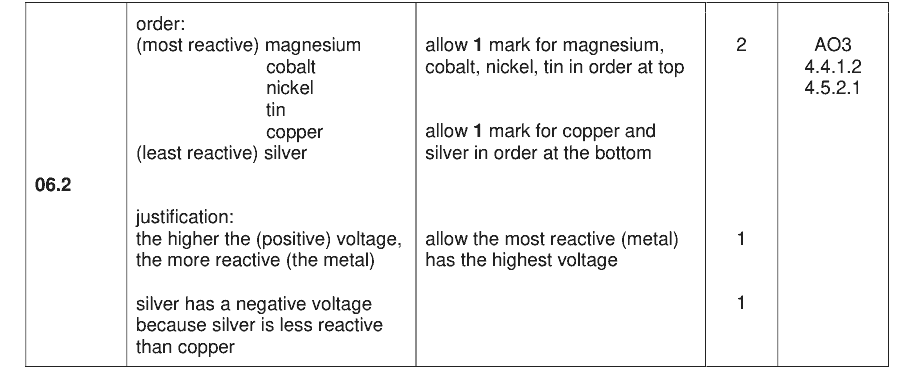 order:
(most reactive) magnesium
cobalt
nickel
tin
copper
(least reactive) silver
allow 1 mark for magnesium,
cobalt, nickel, tin in order at top
allow 1 mark for copper and
silver in order at the bottom
2
AO3
4.4.1.2
4.5.2.1
06.2
justification:
the higher the (positive) voltage,
the more reactive (the metal)
allow the most reactive (metal)
has the highest voltage
1
silver has a negative voltage
because silver is less reactive
than copper
1